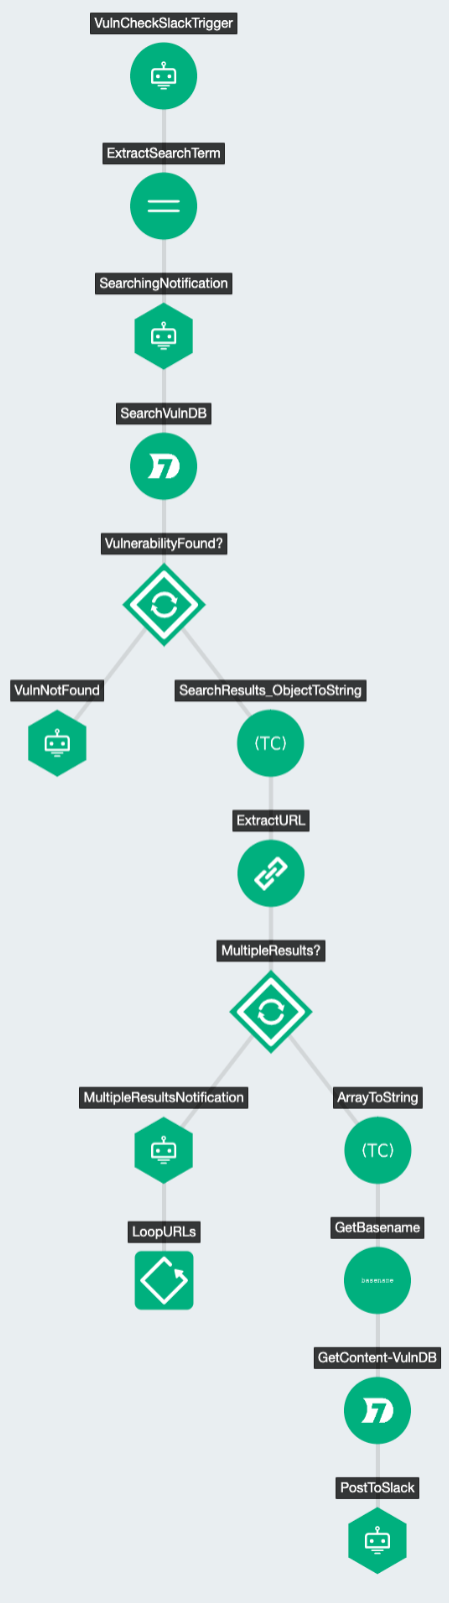 VulnCheckSlackTrigger
ExtractSearchTerm
SearchingNotification
SearchVulnDB
VulnerabilityFound?
VulnNotFound
SearchResults_ObjectToString
(TC)
ExtractURL
MultipleResults?
MultipleResultsNotification
ArrayToString
(TC)
LoopURLs
GetBasename
basename
GetContent-VulnDB
PostToSlack